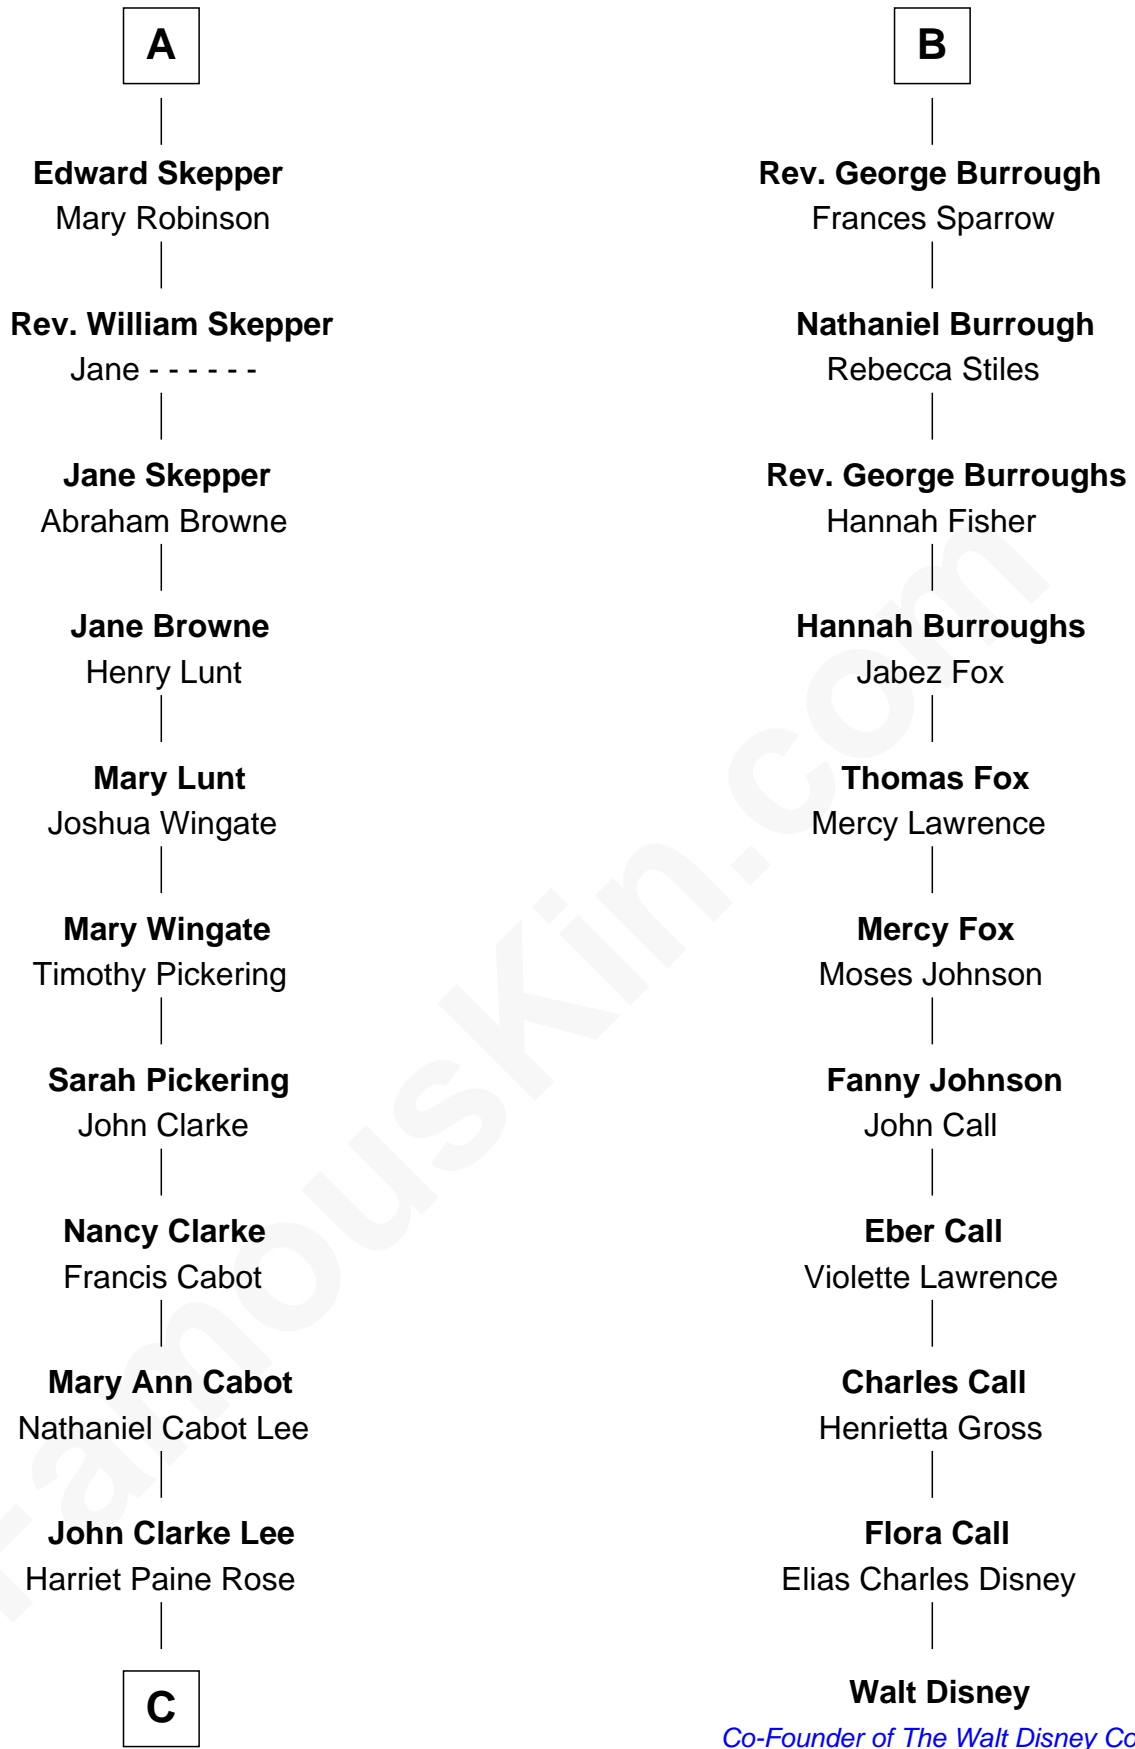 A
Edward Skepper
Mary Robinson
Rev. William Skepper
Jane - - - - - -
Jane Skepper
Abraham Browne
Jane Browne
Henry Lunt
Mary Lunt
Joshua Wingate
Mary Wingate
Timothy Pickering
Sarah Pickering
John Clarke
Nancy Clarke
Francis Cabot
Mary Ann Cabot
Nathaniel Cabot Lee
John Clarke Lee
Harriet Paine Rose
C
B
Rev. George Burrough
Frances Sparrow
Nathaniel Burrough
Rebecca Stiles
Rev. George Burroughs
Hannah Fisher
Hannah Burroughs
Jabez Fox
Thomas Fox
Mercy Lawrence
Mercy Fox
Moses Johnson
Fanny Johnson
John Call
Eber Call
Violette Lawrence
Charles Call
Henrietta Gross
Flora Call
Elias Charles Disney
Walt Disney
Co-Founder of The Walt Disney Co
FamousKin.com